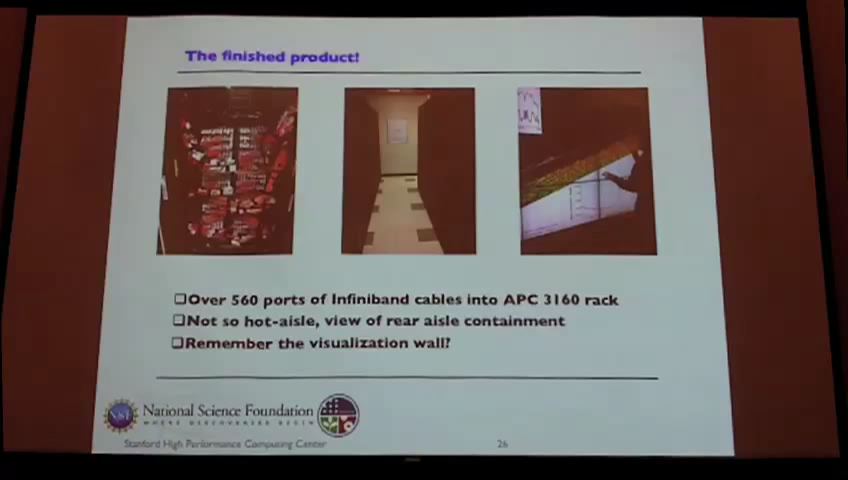 The finished product!
❑Over 560 ports of Infiniband cables into APC 3160 rack
❑Not so hot-aisle, view of rear aisle containment
❑Remember the visualization wall?
NSF
National Science Foundation
WHERE DISCOVERIES BEGIN
Stanford High Performance Computing Center
26